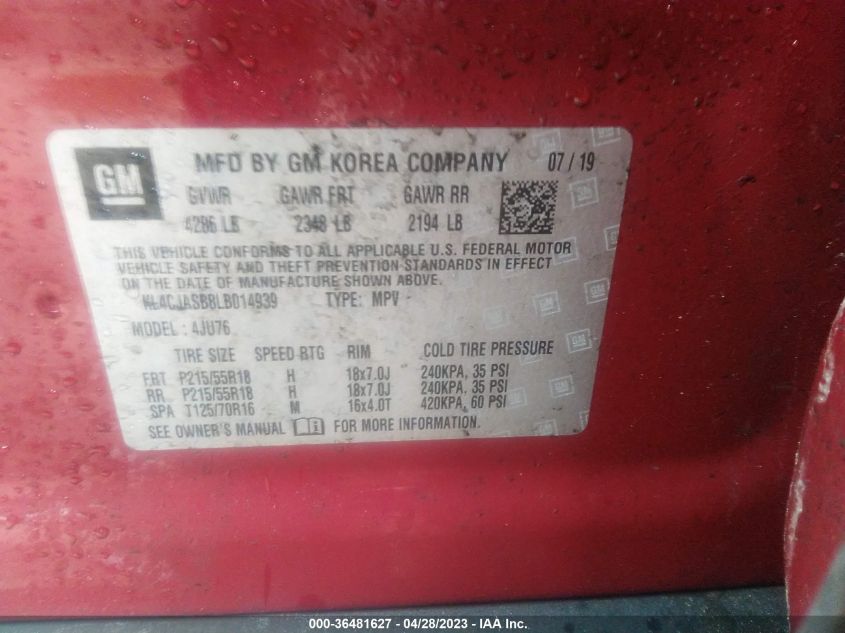 GM
MFD BY GM KOREA COMPANY 07/19
GVWR GAWR FRT GAWR RR
4286 LB 2348 LB 2194 LB
THIS VEHICLE CONFORMS TO ALL APPLICABLE U.S. FEDERAL MOTOR
VEHICLE SAFETY AND THEFT PREVENTION STANDARDS IN EFFECT
ON THE DATE OF MANUFACTURE SHOWN ABOVE.
KL4CJASB8LB014939 TYPE: MPV
MODEL: 4JU76
TIRE SIZE SPEED RTG RIM COLD TIRE PRESSURE
FRT P215/55R18 H 18x7.0J 240KPA, 35 PSI
RR P215/55R18 H 18x7.0J 240KPA, 35 PSI
SPA T125/70R16 M 16x4.0T 420KPA, 60 PSI
SEE OWNER'S MANUAL FOR MORE INFORMATION.
000-36481627 - 04/28/2023 - IAA Inc.